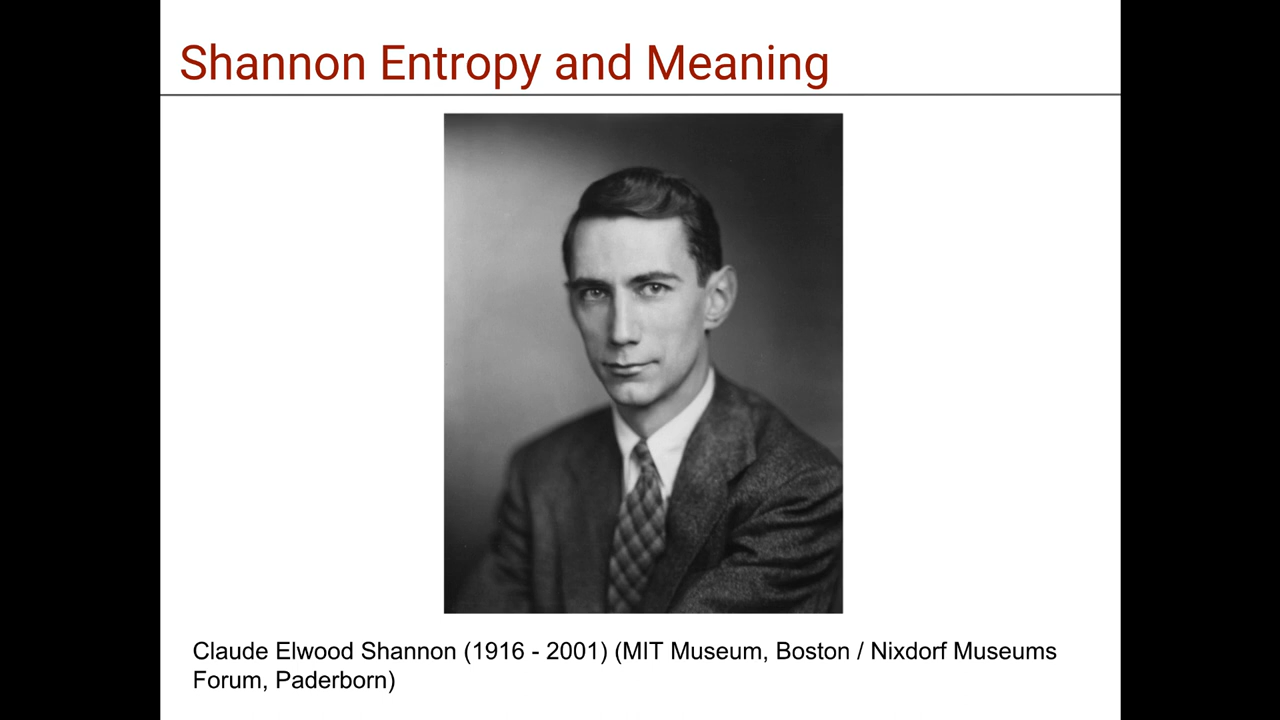 Shannon Entropy and Meaning
Claude Elwood Shannon (1916 - 2001) (MIT Museum, Boston / Nixdorf Museums
Forum, Paderborn)